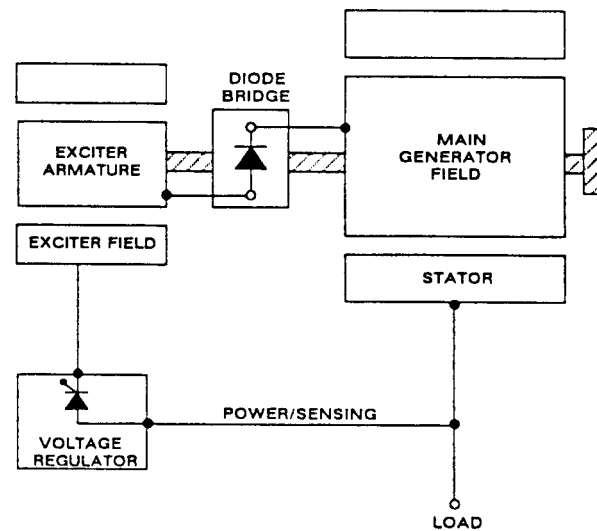 DIODE
BRIDGE
EXCITER
ARMATURE
MAIN
GENERATOR
FIELD
EXCITER FIELD
STATOR
POWER/SENSING
VOLTAGE
REGULATOR
LOAD